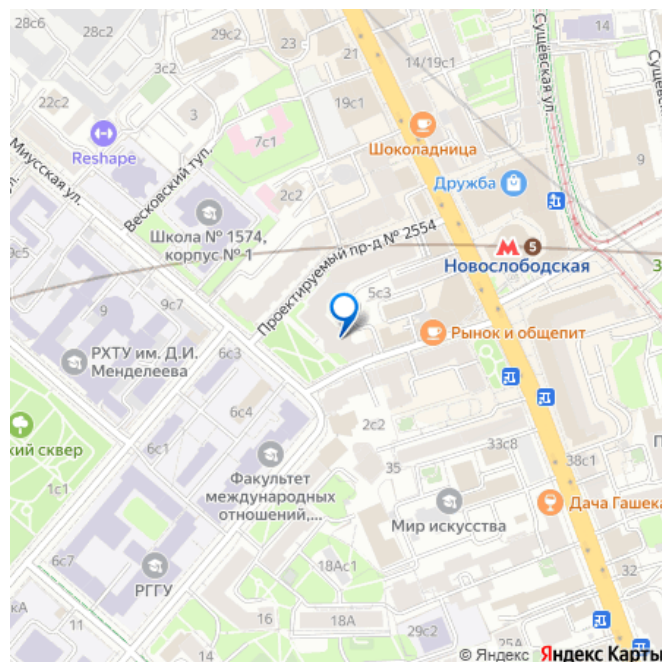 28с6
28с2
29с2
23
21
14/19с1
Сущёвская ул.
3с2
22с2
3
19с1
Reshape
7с1
Шоколадница
9
Миусская ул.
Весковский туп.
2с2
Дружба
Школа № 1574,
корпус № 1
Проектируемый пр-д № 2554
5
Новослободская
9с5
9
9с7
5с3
РХТУ им. Д.И.
Менделеева
6с3
Рынок и общепит
6с4
2с2
кий сквер
6с1
33с8
1с1
Факультет
международных
отношений,...
35
38с1
Мир искусства
Дача Гашека
6с7
РГГУ
18Ас1
32
11
16
18А
29с2
25А
14
© Яндекс Яндекс Карты